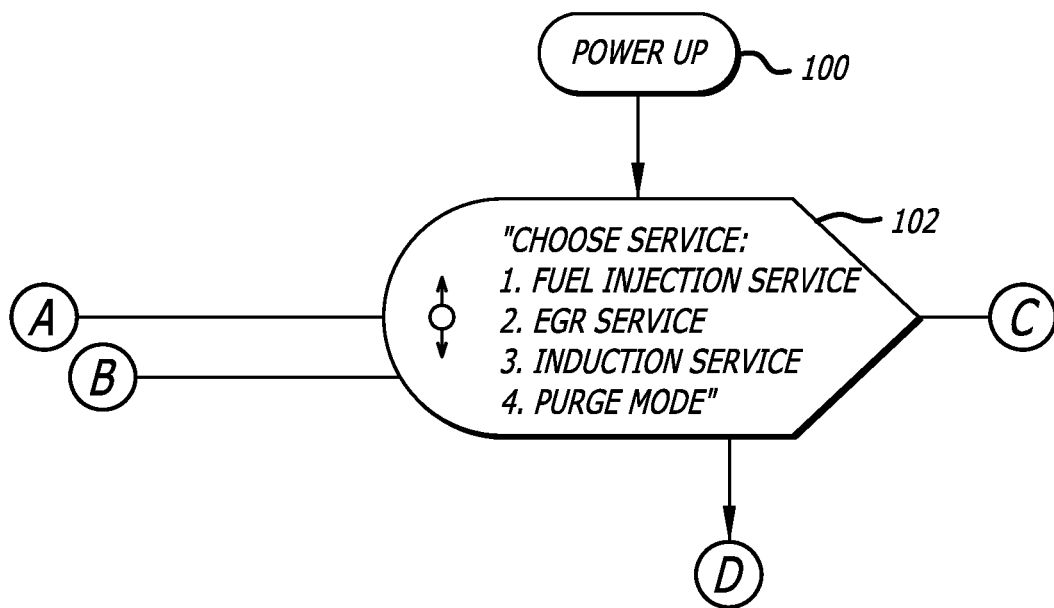 POWER UP
100
102
"CHOOSE SERVICE:
1. FUEL INJECTION SERVICE
2. EGR SERVICE
3. INDUCTION SERVICE
4. PURGE MODE"
A
B
C
D